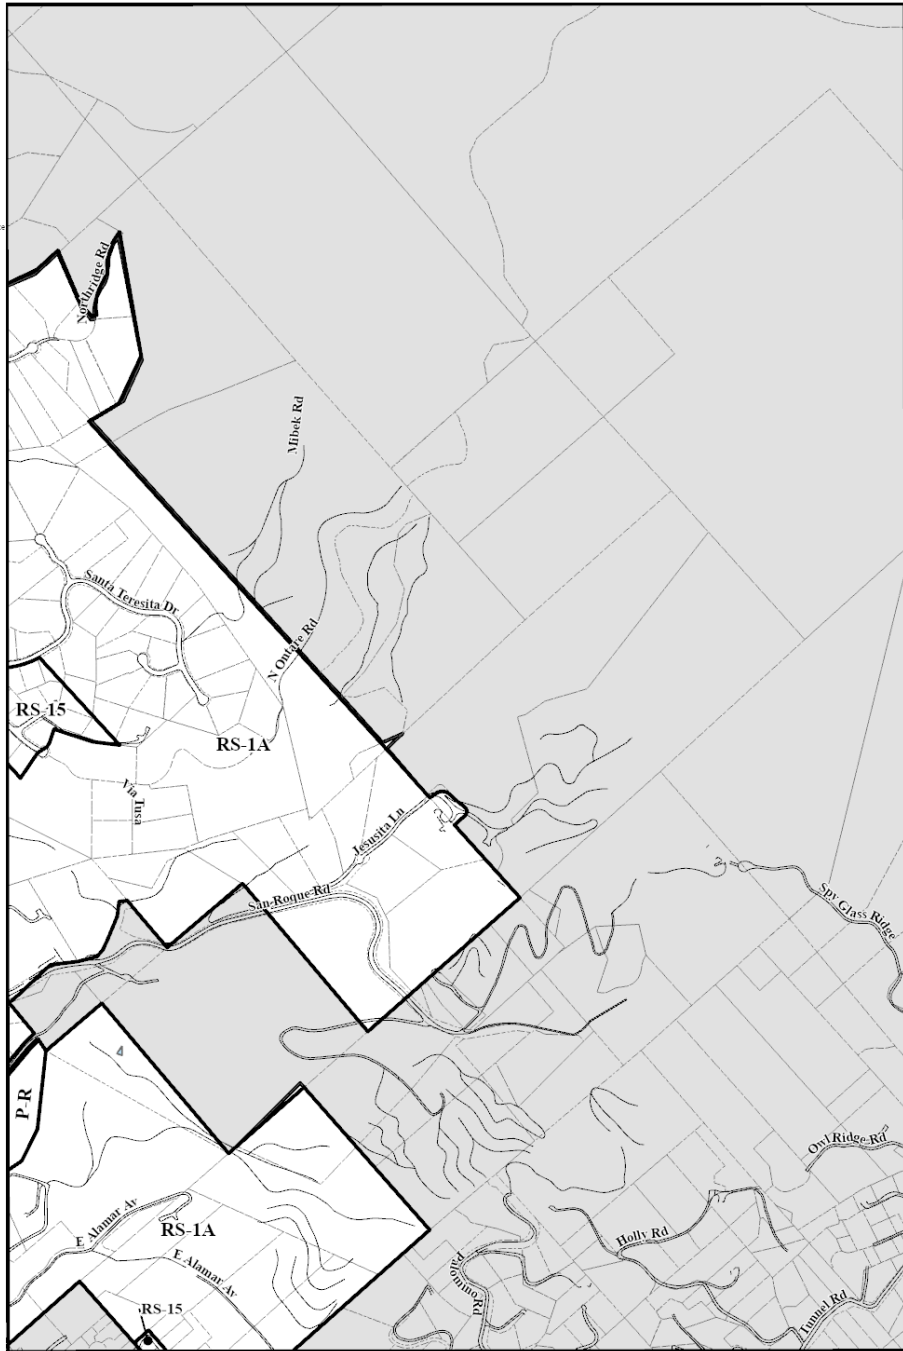 Northridge Rd
Mibek Rd
Santa Teresita Dr
N Ontare Rd
RS-15
RS-1A
Via Tusa
Jesusita Ln
San Roque Rd
Spy Glass Ridge
4
P-R
Owl Ridge Rd
E Alamar Av
RS-1A
Holly Rd
E Alamar Av
Palomino Rd
RS-15
Tunnel Rd